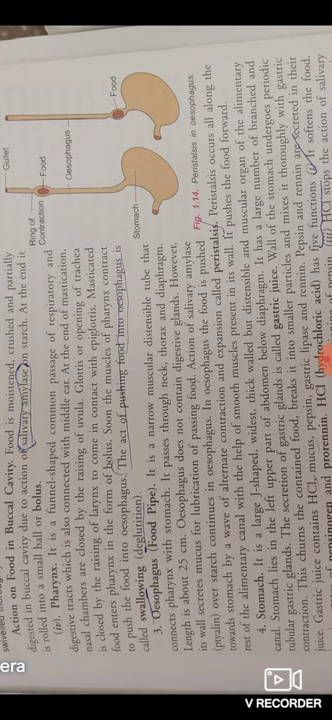 Action on Food in Buccal Cavity. Food is moistened, crushed and partially
digested in buccal cavity due to action of salivary amylase on starch. At the end it
is rolled into a small ball or bolus.
(iv). Pharynx. It is a funnel-shaped common passage of respiratory and
digestive tracts which is also connected with middle ear. At the end of mastication,
nasal chambers are closed by the raising of uvula. Glottis or opening of trachea
is closed by the raising of larynx to come in contact with epiglottis. Masticated
food enters pharynx in the form of bolus. Soon the muscles of pharynx contract
to push the food into oesophagus. The act of pushing food into oesophagus is
called swallowing (deglutition).
3. Oesophagus (Food Pipe). It is a narrow muscular distensible tube that
connects pharynx with stomach. It passes through neck, thorax and diaphragm.
Length is about 25 cm. Oesophagus does not contain digestive glands. However,
its wall secretes mucus for lubrication of passing food. Action of salivary amylase
(ptyalin) over starch continues in oesophagus. In oesophagus the food is pushed
towards stomach by a wave of alternate contraction and expansion called peristalsis. Peristalsis occurs all along the
rest of the alimentary canal with the help of smooth muscles present in its wall. It pushes the food forward.
4. Stomach. It is a large J-shaped, widest, thick walled but distensible and muscular organ of the alimentary
canal. Stomach lies in the left upper part of abdomen below diaphragm. It has a large number of branched and
tubular gastric glands. The secretion of gastric glands is called gastric juice. Wall of the stomach undergoes periodic
contraction. This churns the contained food, breaks it into smaller particles and mixes it thoroughly with gastric
juice. Gastric juice contains HCl, mucus, pepsin, gastric lipase and rennin. Pepsin and rennin are secreted in their
pepsinogen and prorennin. HCl (hydrochloric acid) has five functions (i) It softens the food.
pepsin (iii) HCl stops the action of salivary
Gullet
Ring of
Contraction
Food
Oesophagus
Stomach
Food
Fig. 1.14. Peristalsis in oesophagus.
era
V RECORDER